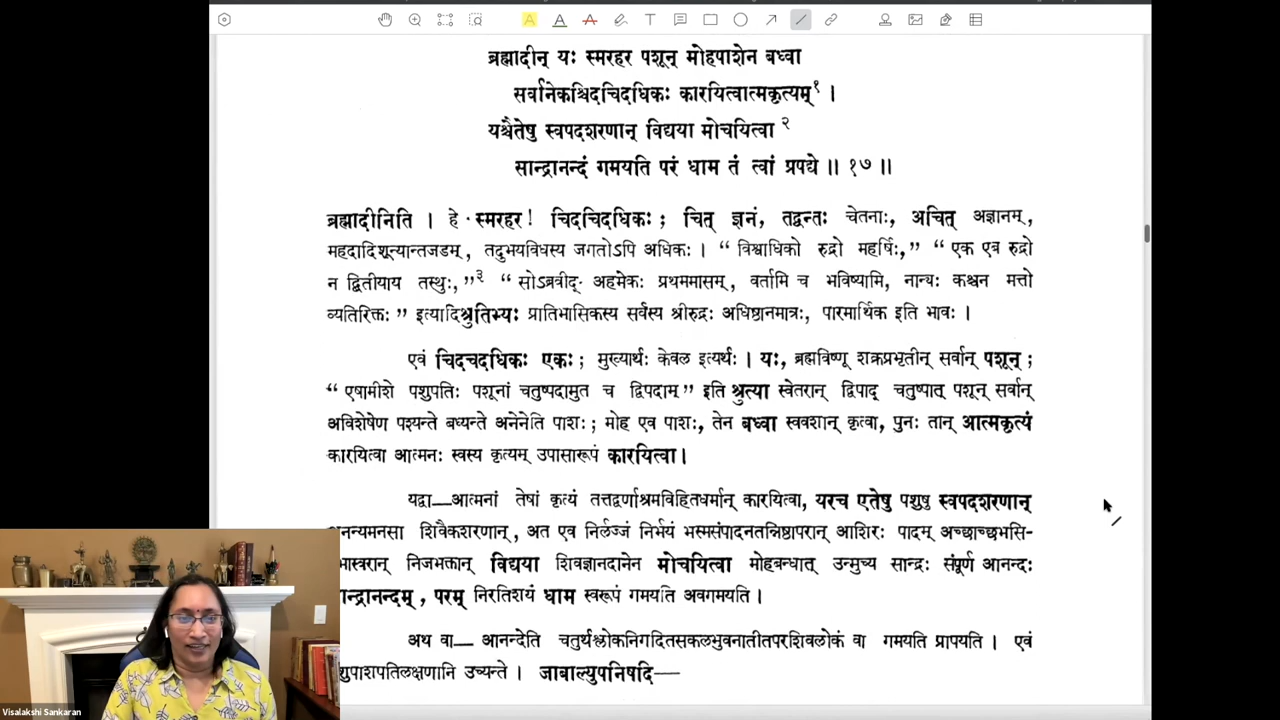 ब्रह्मादीन् यः स्मरहर पशून् मोहपाशेन बध्वा
सर्वानेकश्चिदचिदधिकः कारयित्वात्मकृत्यम्¹ ।
यश्चैतेषु स्वपदशरणान् विद्यया मोचयित्वा २
सान्द्रानन्दं गमयति परं धाम तं त्वां प्रपद्ये ॥ १७ ॥
ब्रह्मादीनिति । हे स्मरहर ! चिदचिदधिकः ; चित् ज्ञनं, तद्वन्तः चेतनाः, अचित् अज्ञानम्,
महदादिशून्यान्तजडम्, तदुभयविधस्य जगतोऽपि अधिकः । “ विश्वाधिको रुद्रो महर्षिः,” “ एक एव रुद्रो
न द्वितीयाय तस्थुः,”३ “ सोऽब्रवीद् अहमेकः प्रथममासम्, वर्तामि च भविष्यामि, नान्यः कश्चन मत्तो
व्यतिरिक्तः ” इत्यादिश्रुतिभ्यः प्रातिभासिकस्य सर्वस्य श्रीरुद्रः अधिष्ठानमात्रः, पारमार्थिक इति भावः ।
एवं चिदचदधिकः एकः ; मुख्यार्थः केवल इत्यर्थः । यः, ब्रह्मविष्णू शक्रप्रभृतीन् सर्वान् पशून् ;
“ एषामीशे पशुपतिः पशूनां चतुष्पदामुत च द्विपदाम् ” इति श्रुत्या स्वेतरान् द्विपाद् चतुष्पात् पशून् सर्वान्
अविशेषेण पश्यन्ते बध्यन्ते अनेनेति पाशः ; मोह एव पाशः, तेन बध्वा स्ववशान् कृत्वा, पुनः तान् आत्मकृत्यं
कारयित्वा आत्मनः स्वस्य कृत्यम् उपासारूपं कारयित्वा ।
यद्वा—आत्मनां तेषां कृत्यं तत्तद्वर्णाश्रमविहितधर्मान् कारयित्वा, यरच एतेषु पशुषु स्वपदशरणान्
अनन्यमनसा शिवैकशरणान्, अत एव निर्लज्जं निर्भयं भस्मसंपादनतन्निष्ठापरान् आशिरः पादम् अच्छाच्छभसि-
भास्वरान् निजभक्तान् विद्यया शिवज्ञानदानेन मोचयित्वा मोहबन्धात् उन्मुच्य सान्द्रः संपूर्ण आनन्दः
ान्द्रानन्दम्, परम् निरतिशयं धाम स्वरूपं गमयति अवगमयति ।
अथ वा— आनन्देति चतुर्थश्लोकनिगदितसकलभुवनातीतपरशिवलोकं वा गमयति प्रापयति । एवं
शुपाशपतिलक्षणानि उच्यन्ते । जाबाल्युपनिषदि—
Visalakshi Sankaran